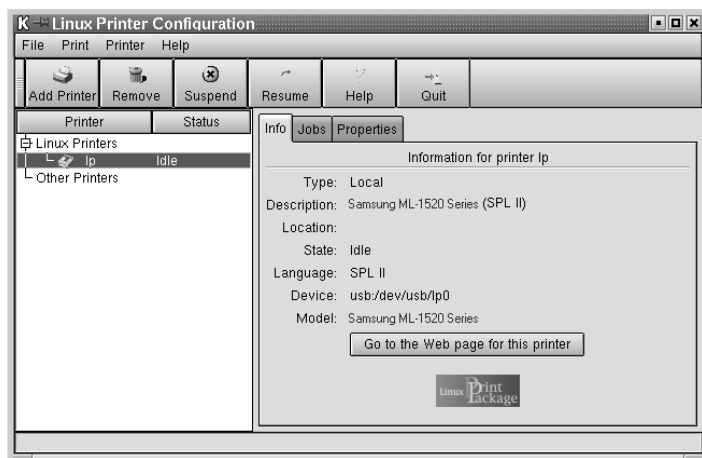 Linux Printer Configuration
File Print Printer Help
Add Printer Remove Suspend Resume Help Quit
Printer Status
Linux Printers
lp Idle
Other Printers
Info Jobs Properties
Information for printer lp
Type: Local
Description: Samsung ML-1520 Series (SPL II)
Location:
State: Idle
Language: SPL II
Device: usb:/dev/usb/lp0
Model: Samsung ML-1520 Series
Go to the Web page for this printer
Linux Print
Package